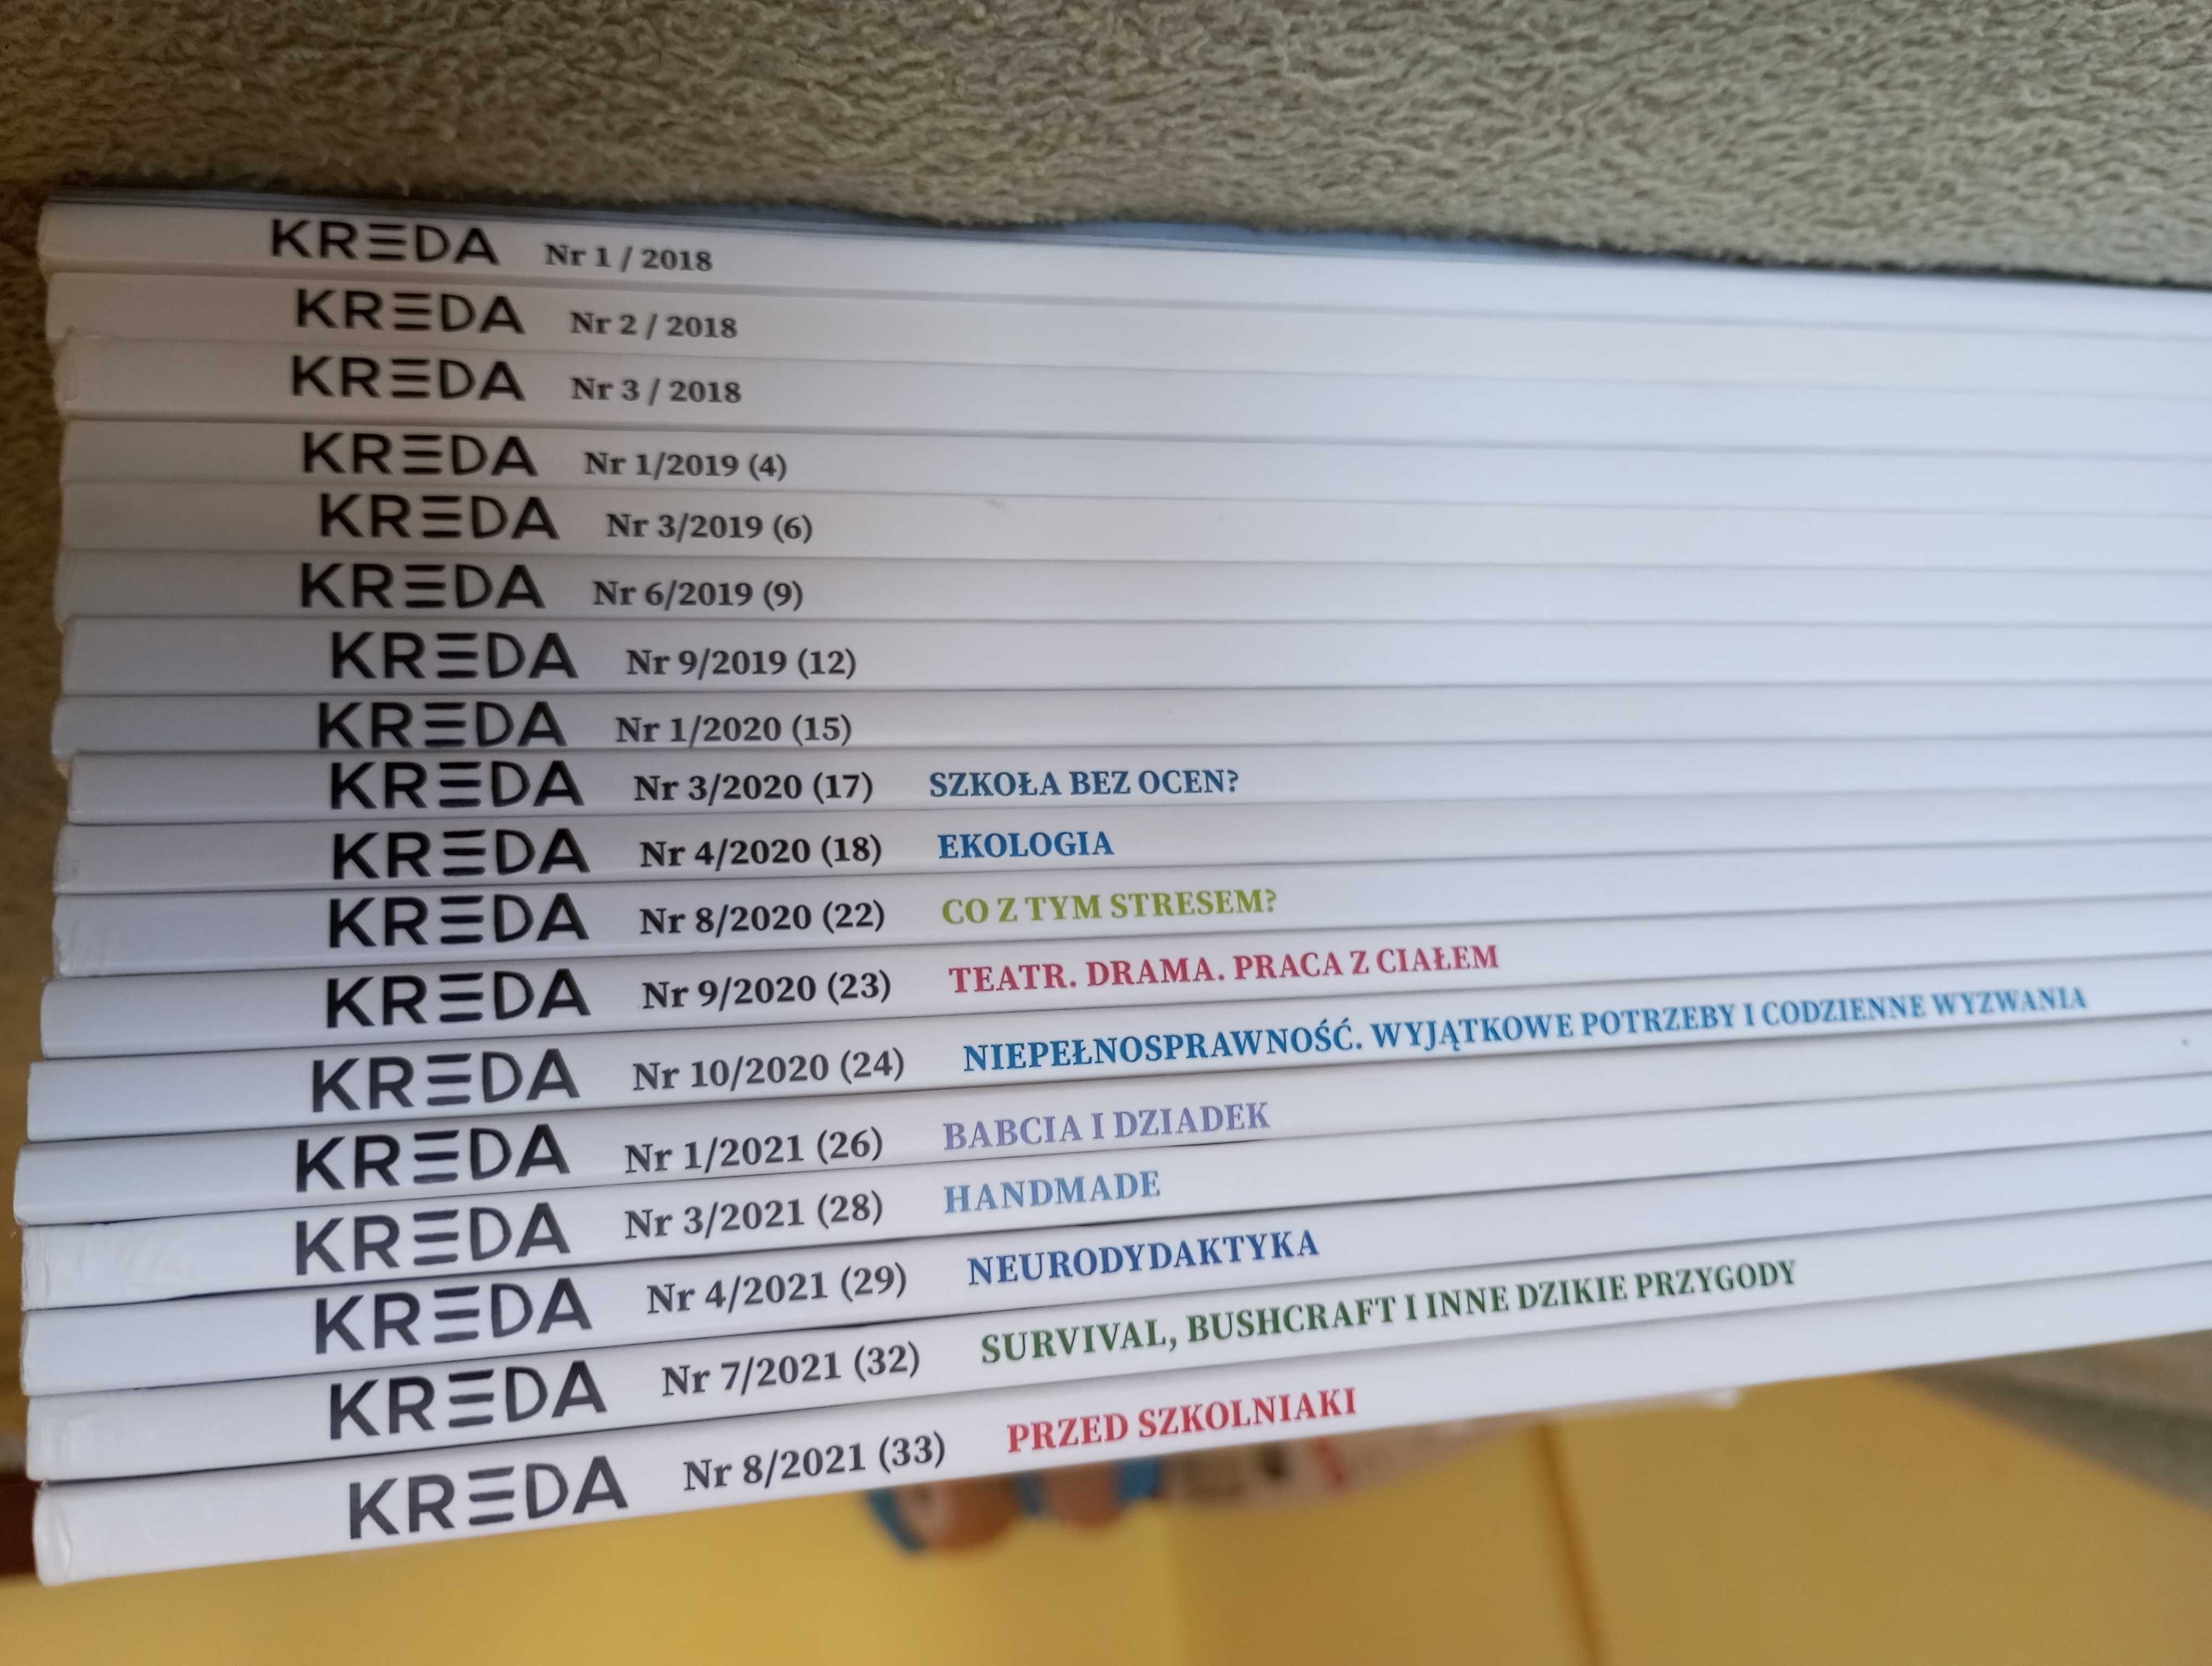 KREDA Nr 1 / 2018
KREDA Nr 2 / 2018
KREDA Nr 3 / 2018
KREDA Nr 1/2019 (4)
KREDA Nr 3/2019 (6)
KREDA Nr 6/2019 (9)
KREDA Nr 9/2019 (12)
KREDA Nr 1/2020 (15)
KREDA Nr 3/2020 (17) SZKOŁA BEZ OCEN?
KREDA Nr 4/2020 (18) EKOLOGIA
KREDA Nr 8/2020 (22) CO Z TYM STRESEM?
KREDA Nr 9/2020 (23) TEATR. DRAMA. PRACA Z CIAŁEM
KREDA Nr 10/2020 (24) NIEPEŁNOSPRAWNOŚĆ. WYJĄTKOWE POTRZEBY I CODZIENNE WYZWANIA
KREDA Nr 1/2021 (26) BABCIA I DZIADEK
KREDA Nr 3/2021 (28) HANDMADE
KREDA Nr 4/2021 (29) NEURODYDAKTYKA
KREDA Nr 7/2021 (32) SURVIVAL, BUSHCRAFT I INNE DZIKIE PRZYGODY
KREDA Nr 8/2021 (33) PRZED SZKOLNIAKI